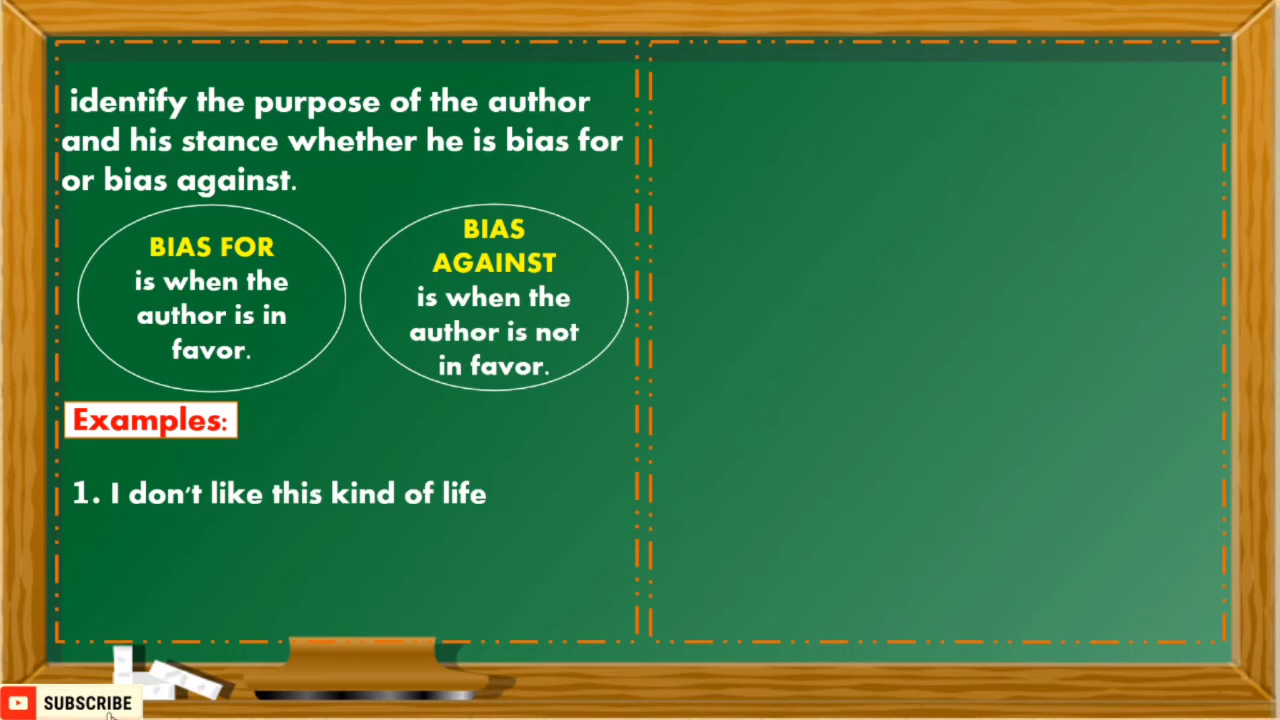 identify the purpose of the author
and his stance whether he is bias for
or bias against.
BIAS FOR
is when the
author is in
favor.
BIAS
AGAINST
is when the
author is not
in favor.
Examples:
1. I don't like this kind of life
SUBSCRIBE